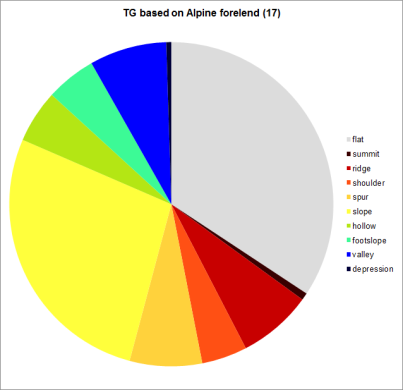 TG based on Alpine forelend (17)
flat
summit
ridge
shoulder
spur
slope
hollow
footslope
valley
depression